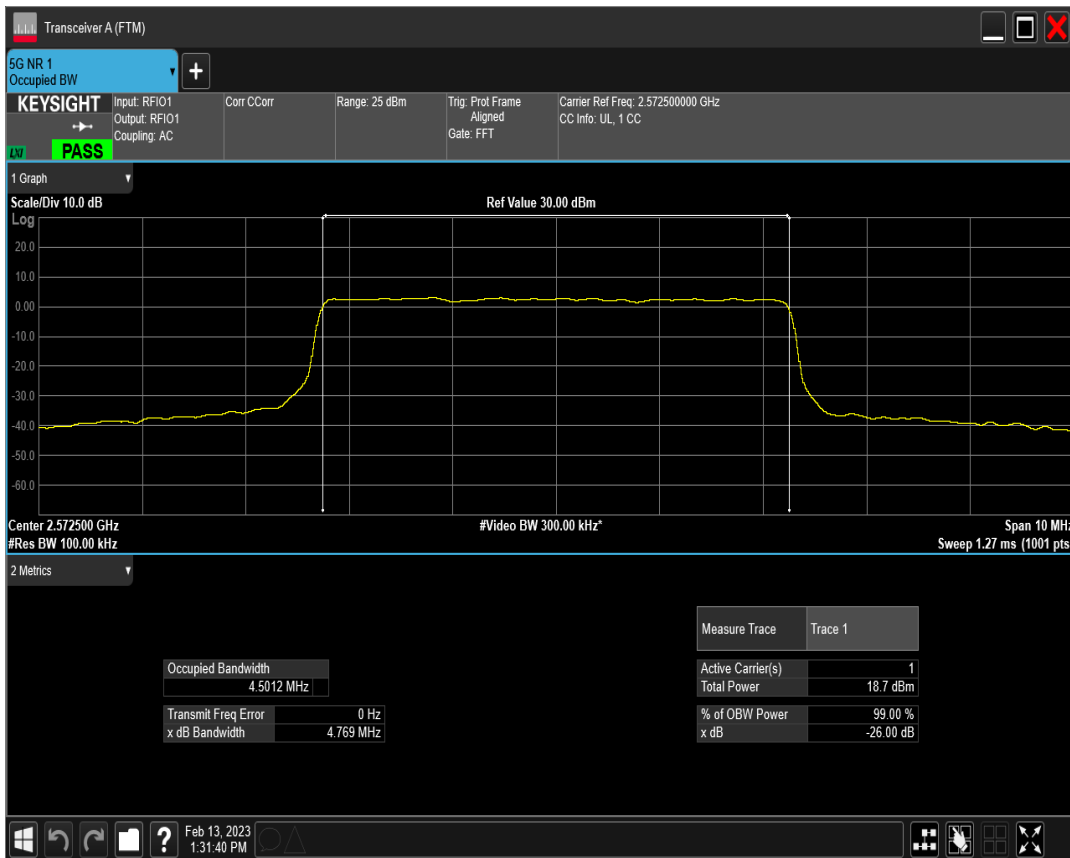 Transceiver A (FTM)
5G NR 1
Occupied BW
+
KEYSIGHT
LXI
PASS
Input: RFIO1
Output: RFIO1
Coupling: AC
Corr CCorr
Range: 25 dBm
Trig: Prot Frame
Aligned
Gate: FFT
Carrier Ref Freq: 2.572500000 GHz
CC Info: UL, 1 CC
1 Graph
Scale/Div 10.0 dB
Ref Value 30.00 dBm
Log
20.0
10.0
0.00
-10.0
-20.0
-30.0
-40.0
-50.0
-60.0
Center 2.572500 GHz
#Video BW 300.00 kHz*
Span 10 MHz
#Res BW 100.00 kHz
Sweep 1.27 ms (1001 pts
2 Metrics
Measure Trace Trace 1
Occupied Bandwidth
4.5012 MHz
Active Carrier(s) 1
Total Power 18.7 dBm
Transmit Freq Error 0 Hz
x dB Bandwidth 4.769 MHz
% of OBW Power 99.00 %
x dB -26.00 dB
?
Feb 13, 2023
1:31:40 PM